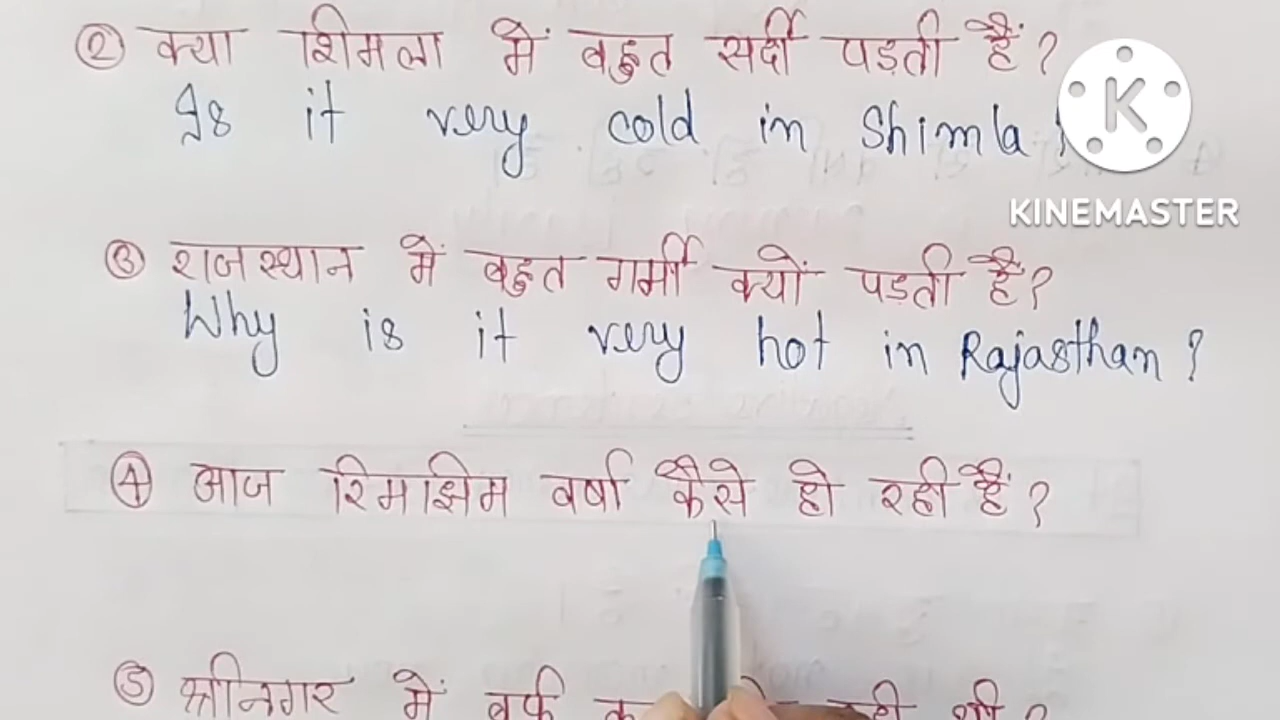 ② क्या शिमला में बहुत सर्दी पड़ती हैं?
Is it very cold in Shimla ?
KINEMASTER
③ राजस्थान में बहुत गर्मी क्यों पड़ती हैं?
Why is it very hot in Rajasthan ?
④ आज रिमझिम वर्षा कैसे हो रही हैं?
⑤ श्रीनगर में बर्फ